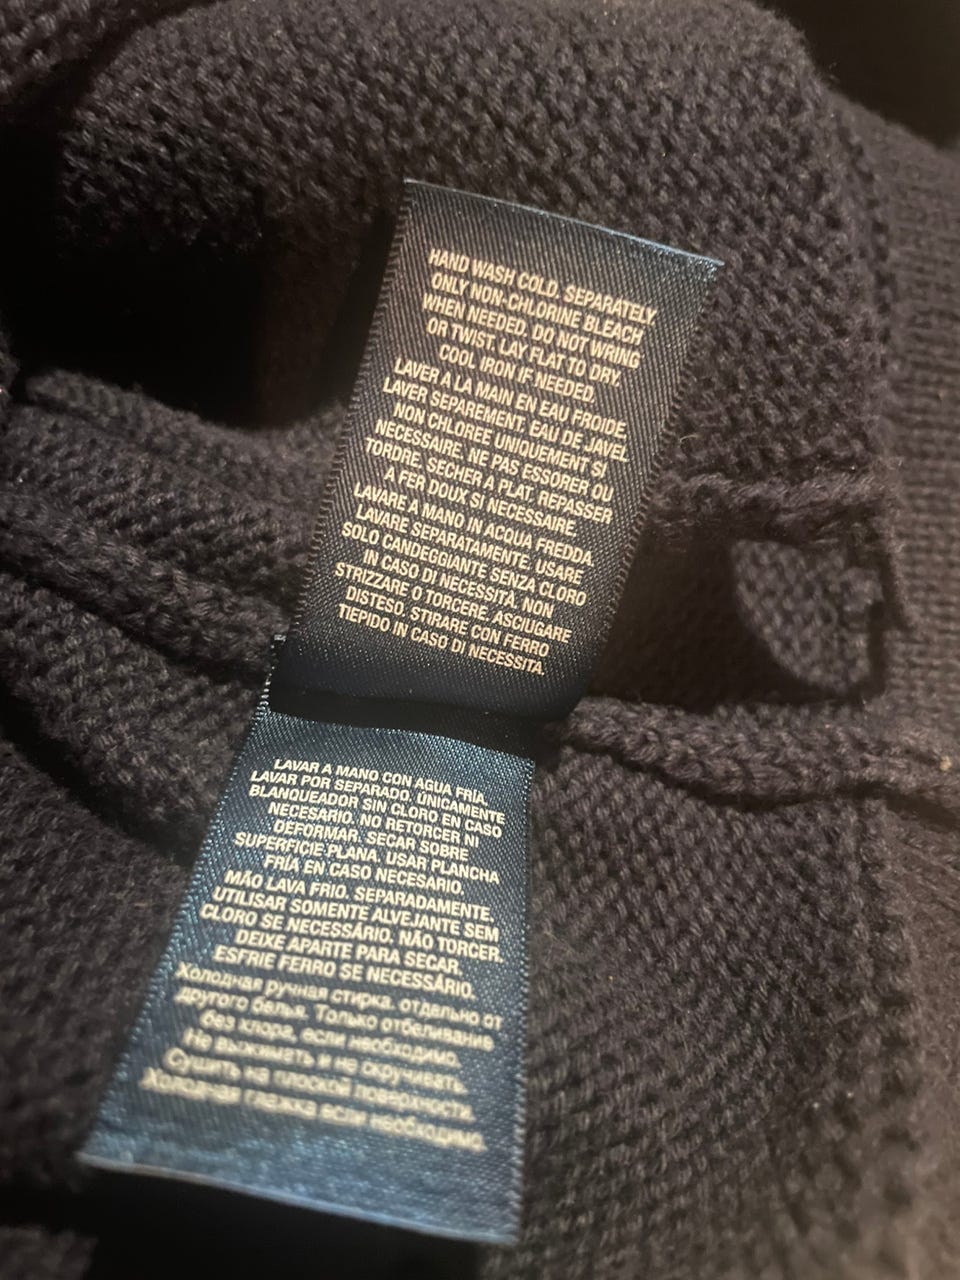 HAND WASH COLD. SEPARATELY
ONLY NON-CHLORINE BLEACH
WHEN NEEDED. DO NOT WRING
OR TWIST. LAY FLAT TO DRY.
COOL IRON IF NEEDED.
LAVER A LA MAIN EN EAU FROIDE.
LAVER SEPAREMENT. EAU DE JAVEL
NON CHLOREE UNIQUEMENT SI
NECESSAIRE. NE PAS ESSORER OU
TORDRE. SECHER A PLAT. REPASSER
A FER DOUX SI NECESSAIRE.
LAVARE A MANO IN ACQUA FREDDA.
LAVARE SEPARATAMENTE. USARE
SOLO CANDEGGIANTE SENZA CLORO
IN CASO DI NECESSITÀ. NON
STRIZZARE O TORCERE. ASCIUGARE
DISTESO. STIRARE CON FERRO
TIEPIDO IN CASO DI NECESSITÀ.
LAVAR A MANO CON AGUA FRÍA.
LAVAR POR SEPARADO. ÚNICAMENTE
BLANQUEADOR SIN CLORO EN CASO
NECESARIO. NO RETORCER NI
DEFORMAR. SECAR SOBRE
SUPERFICIE PLANA. USAR PLANCHA
FRÍA EN CASO NECESARIO.
MÃO LAVA FRIO. SEPARADAMENTE.
UTILISAR SOMENTE ALVEJANTE SEM
CLORO SE NECESSÁRIO. NÃO TORCER.
DEIXE APARTE PARA SECAR.
ESFRIE FERRO SE NECESSÁRIO.
Холодная ручная стирка. отдельно от
другого белья. Только отбеливание
без хлора, если необходимо.
Не выжимать и не скручивать.
Сушить на плоской поверхности.
Холодная глажка если необходимо.